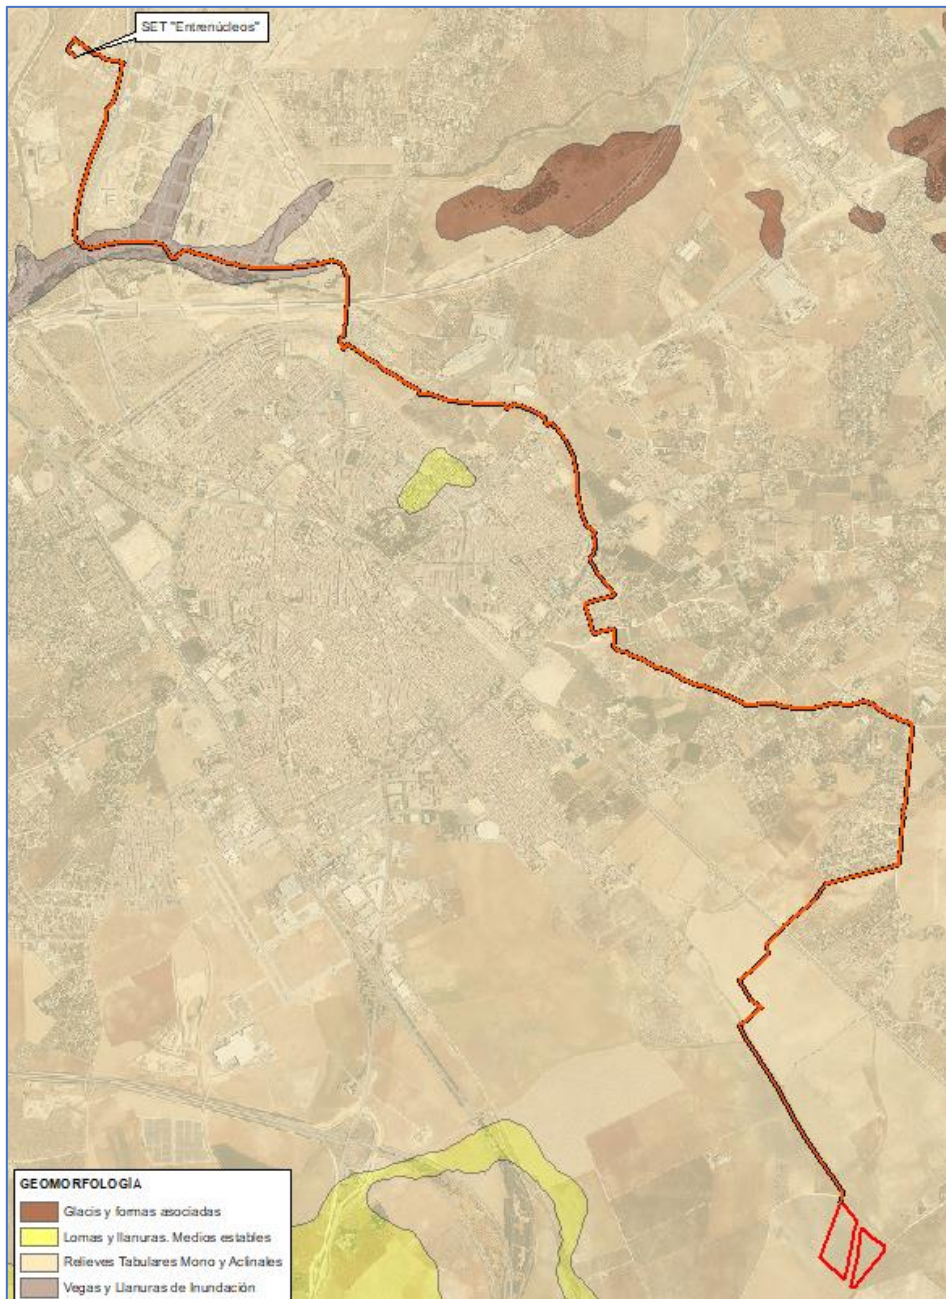 SET "Entrenúcleos"
GEOMORFOLOGÍA
Glacis y formas asociadas
Lomas y llanuras. Medios estables
Relieves Tabulares Mono y Aclinales
Vegas y Llanuras de Inundación